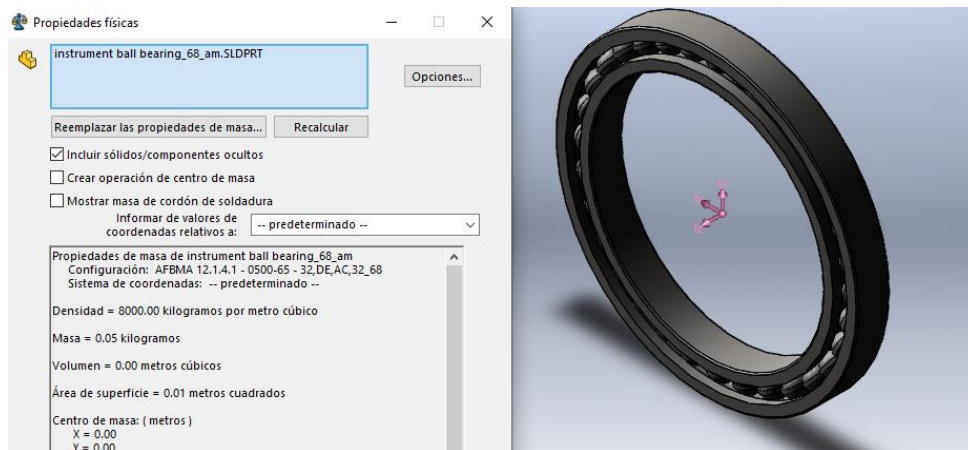 Propiedades físicas
instrument ball bearing_68_am.SLDPRT
Opciones...
Reemplazar las propiedades de masa...
Recalcular
Incluir sólidos/componentes ocultos
Crear operación de centro de masa
Mostrar masa de cordón de soldadura
Informar de valores de
coordenadas relativos a:
-- predeterminado --
Propiedades de masa de instrument ball bearing_68_am
Configuración: AFBMA 12.1.4.1 - 0500-65 - 32,DE,AC,32_68
Sistema de coordenadas: -- predeterminado --
Densidad = 8000.00 kilogramos por metro cúbico
Masa = 0.05 kilogramos
Volumen = 0.00 metros cúbicos
Área de superficie = 0.01 metros cuadrados
Centro de masa: ( metros )
X = 0.00
Y = 0.00